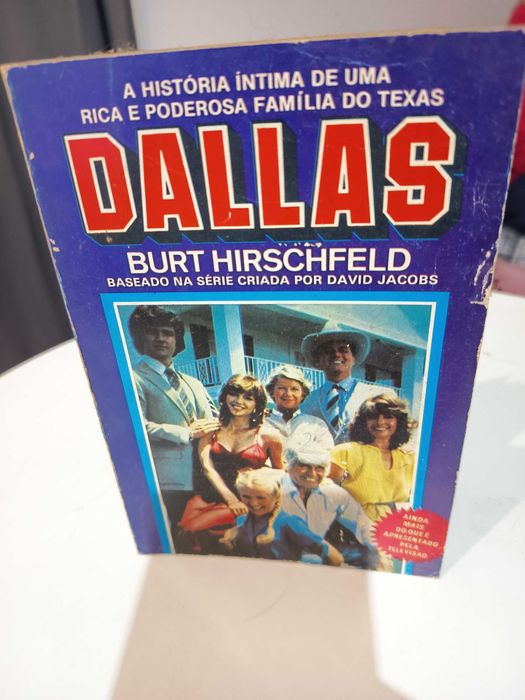 A HISTÓRIA ÍNTIMA DE UMA
RICA E PODEROSA FAMÍLIA DO TEXAS
DALLAS
BURT HIRSCHFELD
BASEADO NA SÉRIE CRIADA POR DAVID JACOBS
AINDA
MAIS
DO QUE É
APRESENTADO
PELA
TELEVISÃO